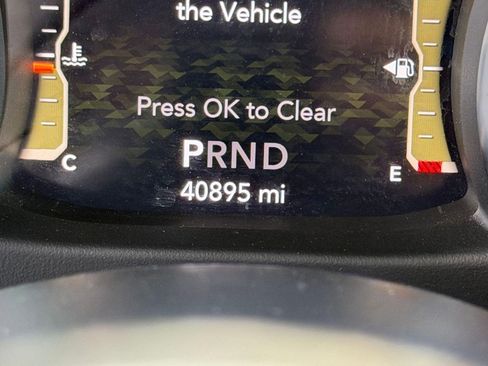 the Vehicle
Press OK to Clear
PRND
C
E
40895 mi